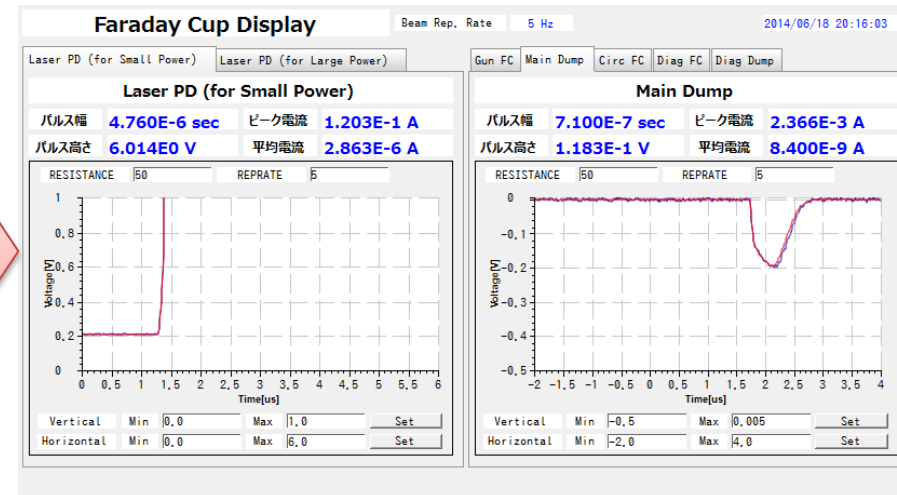 Faraday Cup Display
Beam Rep. Rate 5 Hz
2014/06/18 20:16:03
Laser PD (for Small Power) Laser PD (for Large Power)
Laser PD (for Small Power)
パルス幅 4.760E-6 sec ピーク電流 1.203E-1 A
パルス高さ 6.014E0 V 平均電流 2.863E-6 A
RESISTANCE 50 REPRATE 5
1
0.8
0.6
0.4
0.2
0
Voltage[V]
0 0.5 1 1.5 2 2.5 3 3.5 4 4.5 5 5.5 6
Time[us]
Vertical Min 0.0 Max 1.0 Set
Horizontal Min 0.0 Max 6.0 Set
Gun FC Main Dump Circ FC Diag FC Diag Dump
Main Dump
パルス幅 7.100E-7 sec ピーク電流 2.366E-3 A
パルス高さ 1.183E-1 V 平均電流 8.400E-9 A
RESISTANCE 50 REPRATE 5
0
-0.1
-0.2
-0.3
-0.4
-0.5
Voltage[V]
-2 -1.5 -1 -0.5 0 0.5 1 1.5 2 2.5 3 3.5 4
Time[us]
Vertical Min -0.5 Max 0.005 Set
Horizontal Min -2.0 Max 4.0 Set